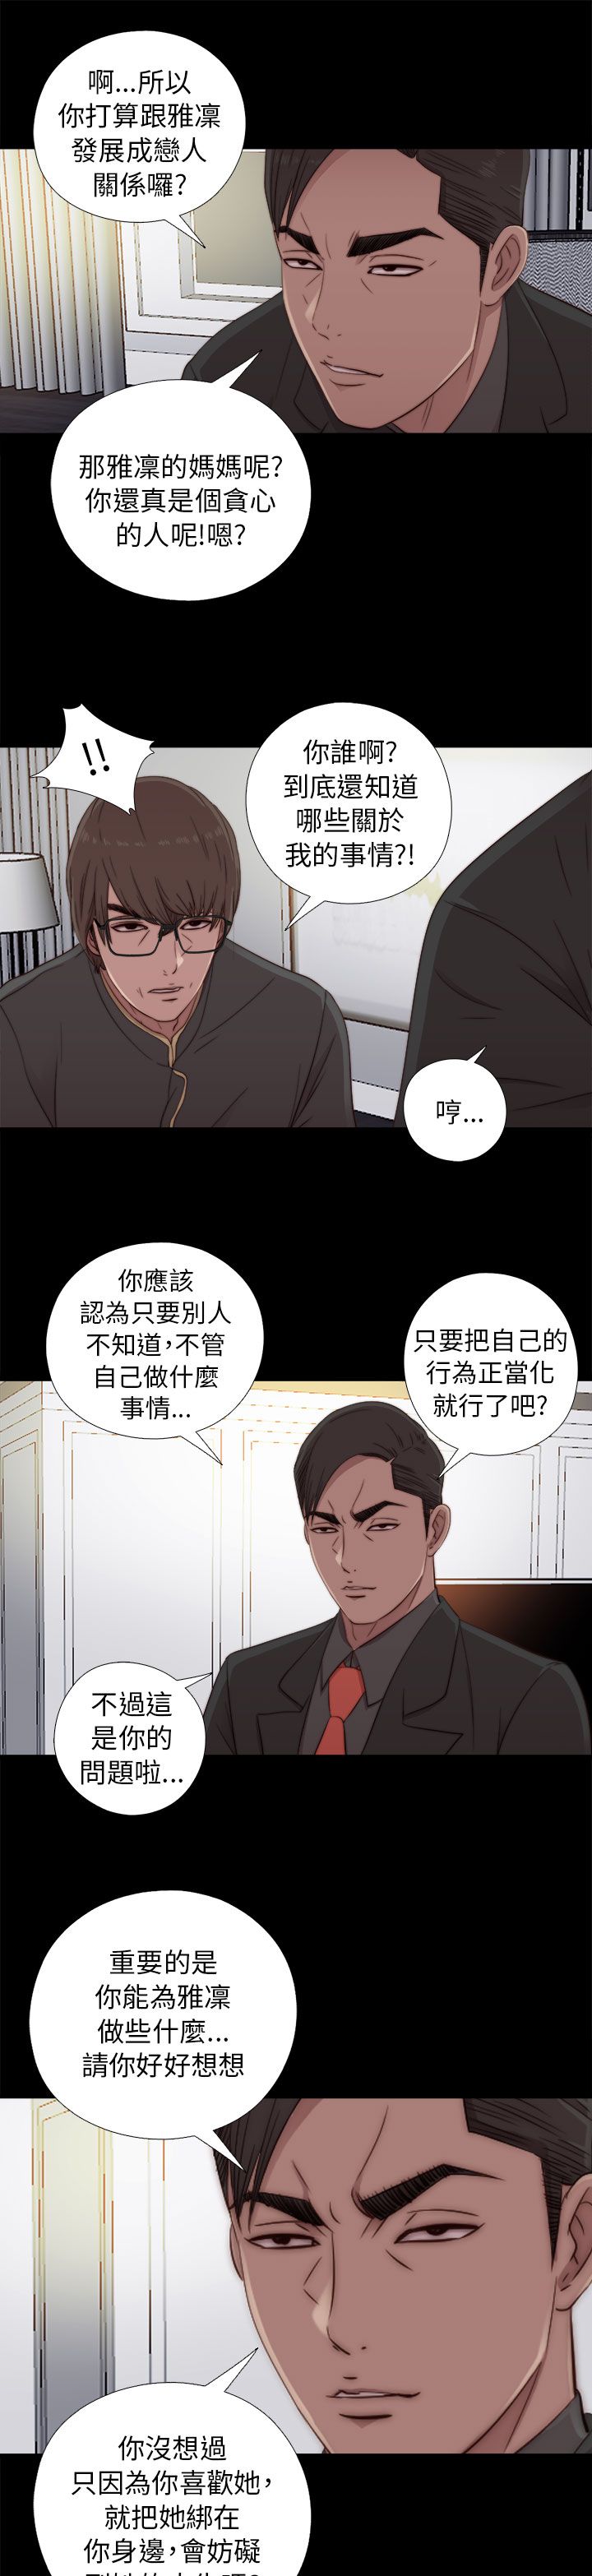 啊...所以
你打算跟雅凜
發展成戀人
關係囉?
那雅凜的媽媽呢?
你還真是個貪心
的人呢!嗯?
!!
你誰啊?
到底還知道
哪些關於
我的事情?!
哼...
你應該
認為只要別人
不知道,不管
自己做什麼
事情...
只要把自己的
行為正當化
就行了吧?
不過這
是你的
問題啦...
重要的是
你能為雅凜
做些什麼...
請你好好想想
你沒想過
只因為你喜歡她,
就把她綁在
你身邊,會妨礙